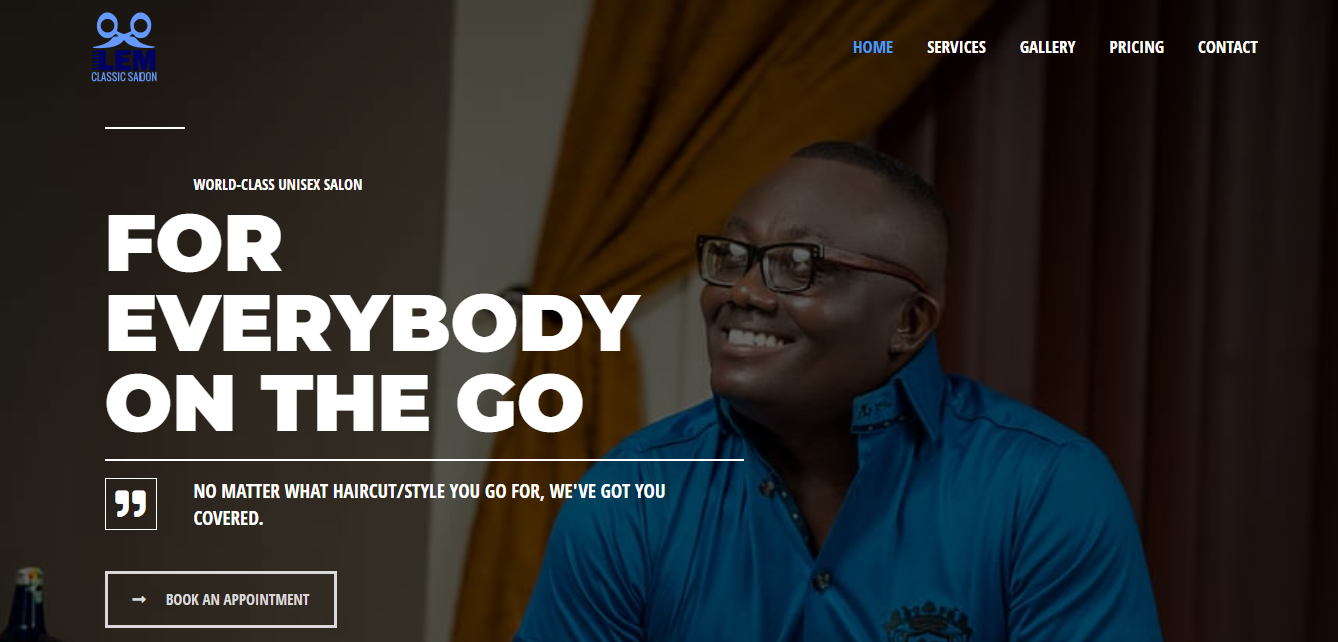 LEM
CLASSIC SALOON
HOME SERVICES GALLERY PRICING CONTACT
WORLD-CLASS UNISEX SALON
FOR
EVERYBODY
ON THE GO
NO MATTER WHAT HAIRCUT/STYLE YOU GO FOR, WE'VE GOT YOU
COVERED.
BOOK AN APPOINTMENT